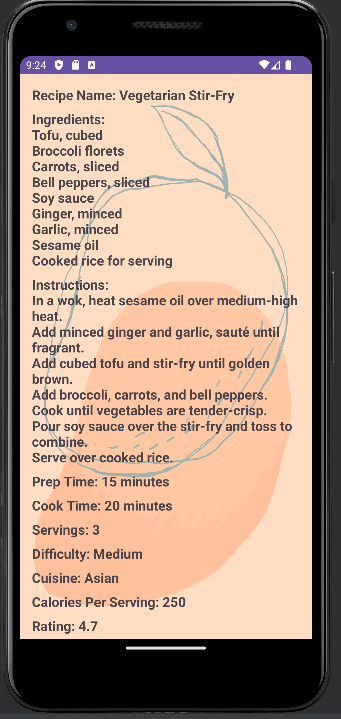 9:24
Recipe Name: Vegetarian Stir-Fry
Ingredients:
Tofu, cubed
Broccoli florets
Carrots, sliced
Bell peppers, sliced
Soy sauce
Ginger, minced
Garlic, minced
Sesame oil
Cooked rice for serving
Instructions:
In a wok, heat sesame oil over medium-high
heat.
Add minced ginger and garlic, sauté until
fragrant.
Add cubed tofu and stir-fry until golden
brown.
Add broccoli, carrots, and bell peppers.
Cook until vegetables are tender-crisp.
Pour soy sauce over the stir-fry and toss to
combine.
Serve over cooked rice.
Prep Time: 15 minutes
Cook Time: 20 minutes
Servings: 3
Difficulty: Medium
Cuisine: Asian
Calories Per Serving: 250
Rating: 4.7